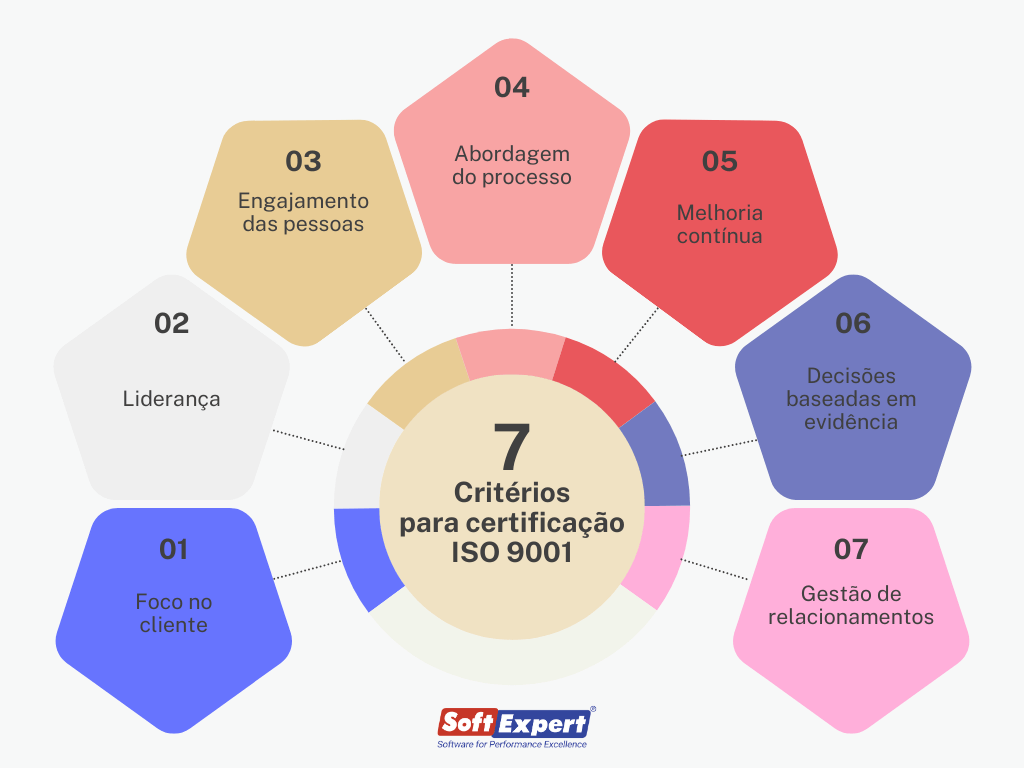 04
Abordagem
do processo
03
Engajamento
das pessoas
05
Melhoria
contínua
02
Liderança
06
Decisões
baseadas em
evidência
7
Critérios
para certificação
ISO 9001
01
Foco no
cliente
07
Gestão de
relacionamentos
SoftExpert®
Software for Performance Excellence